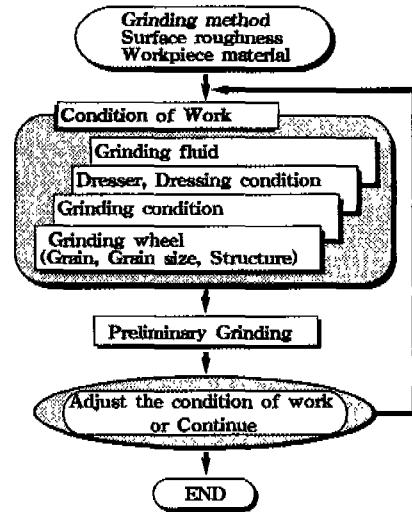 Grinding method
Surface roughness
Workpiece material
Condition of Work
Grinding fluid
Dresser, Dressing condition
Grinding condition
Grinding wheel
(Grain, Grain size, Structure)
Preliminary Grinding
Adjust the condition of work
or Continue
END